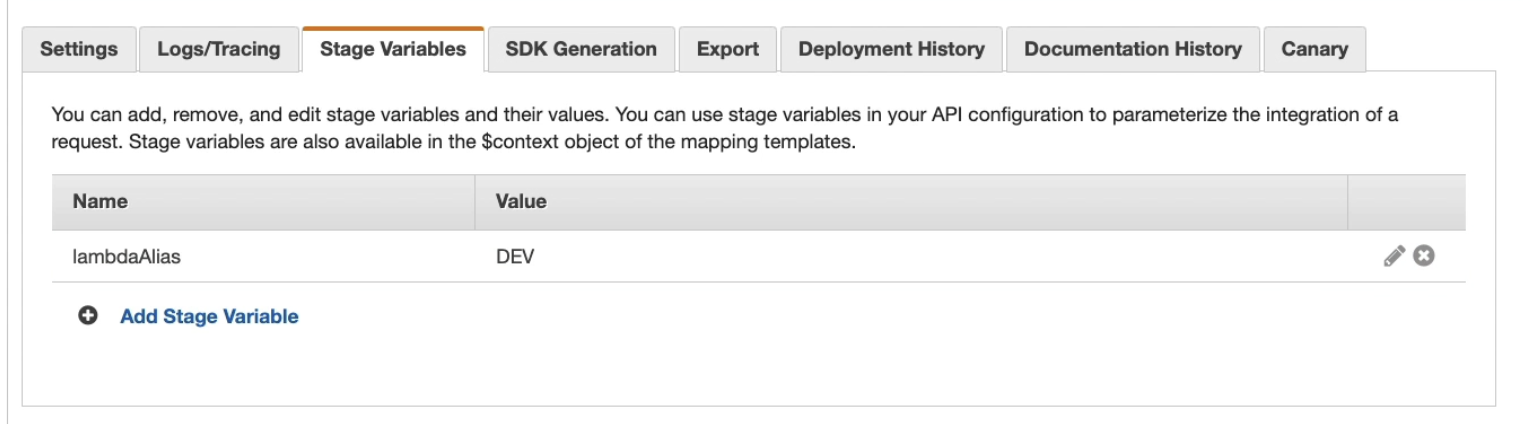 Settings Logs/Tracing Stage Variables SDK Generation Export Deployment History Documentation History Canary
You can add, remove, and edit stage variables and their values. You can use stage variables in your API configuration to parameterize the integration of a
request. Stage variables are also available in the $context object of the mapping templates.
Name Value
lambdaAlias DEV
Add Stage Variable